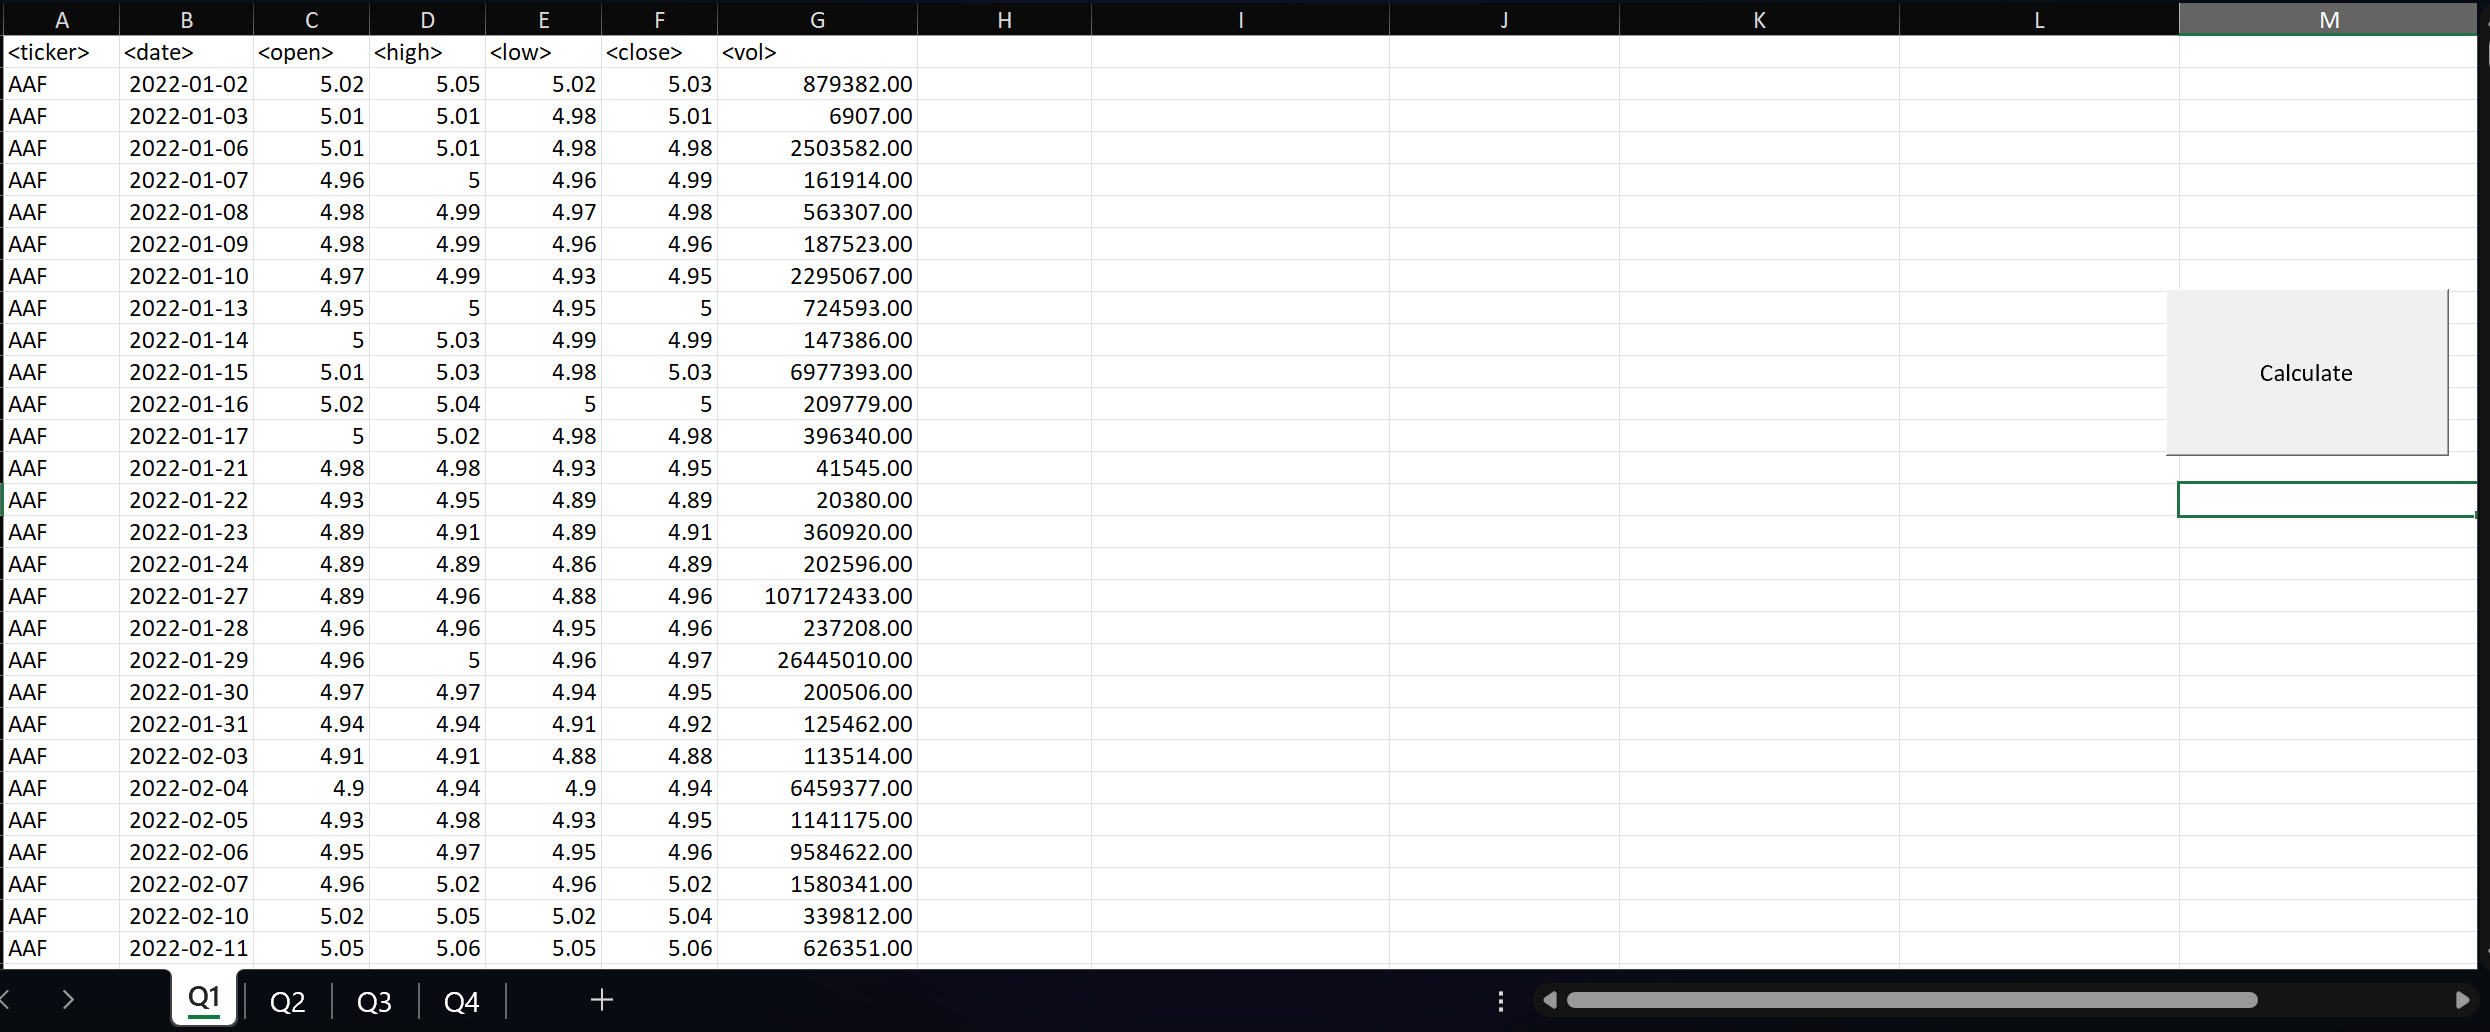 A B C D E F G H I J K L M
<ticker> <date> <open> <high> <low> <close> <vol>
AAF 2022-01-02 5.02 5.05 5.02 5.03 879382.00
AAF 2022-01-03 5.01 5.01 4.98 5.01 6907.00
AAF 2022-01-06 5.01 5.01 4.98 4.98 2503582.00
AAF 2022-01-07 4.96 5 4.96 4.99 161914.00
AAF 2022-01-08 4.98 4.99 4.97 4.98 563307.00
AAF 2022-01-09 4.98 4.99 4.96 4.96 187523.00
AAF 2022-01-10 4.97 4.99 4.93 4.95 2295067.00
AAF 2022-01-13 4.95 5 4.95 5 724593.00
AAF 2022-01-14 5 5.03 4.99 4.99 147386.00
AAF 2022-01-15 5.01 5.03 4.98 5.03 6977393.00
Calculate
AAF 2022-01-16 5.02 5.04 5 5 209779.00
AAF 2022-01-17 5 5.02 4.98 4.98 396340.00
AAF 2022-01-21 4.98 4.98 4.93 4.95 41545.00
AAF 2022-01-22 4.93 4.95 4.89 4.89 20380.00
AAF 2022-01-23 4.89 4.91 4.89 4.91 360920.00
AAF 2022-01-24 4.89 4.89 4.86 4.89 202596.00
AAF 2022-01-27 4.89 4.96 4.88 4.96 107172433.00
AAF 2022-01-28 4.96 4.96 4.95 4.96 237208.00
AAF 2022-01-29 4.96 5 4.96 4.97 26445010.00
AAF 2022-01-30 4.97 4.97 4.94 4.95 200506.00
AAF 2022-01-31 4.94 4.94 4.91 4.92 125462.00
AAF 2022-02-03 4.91 4.91 4.88 4.88 113514.00
AAF 2022-02-04 4.9 4.94 4.9 4.94 6459377.00
AAF 2022-02-05 4.93 4.98 4.93 4.95 1141175.00
AAF 2022-02-06 4.95 4.97 4.95 4.96 9584622.00
AAF 2022-02-07 4.96 5.02 4.96 5.02 1580341.00
AAF 2022-02-10 5.02 5.05 5.02 5.04 339812.00
AAF 2022-02-11 5.05 5.06 5.05 5.06 626351.00
Q1 Q2 Q3 Q4